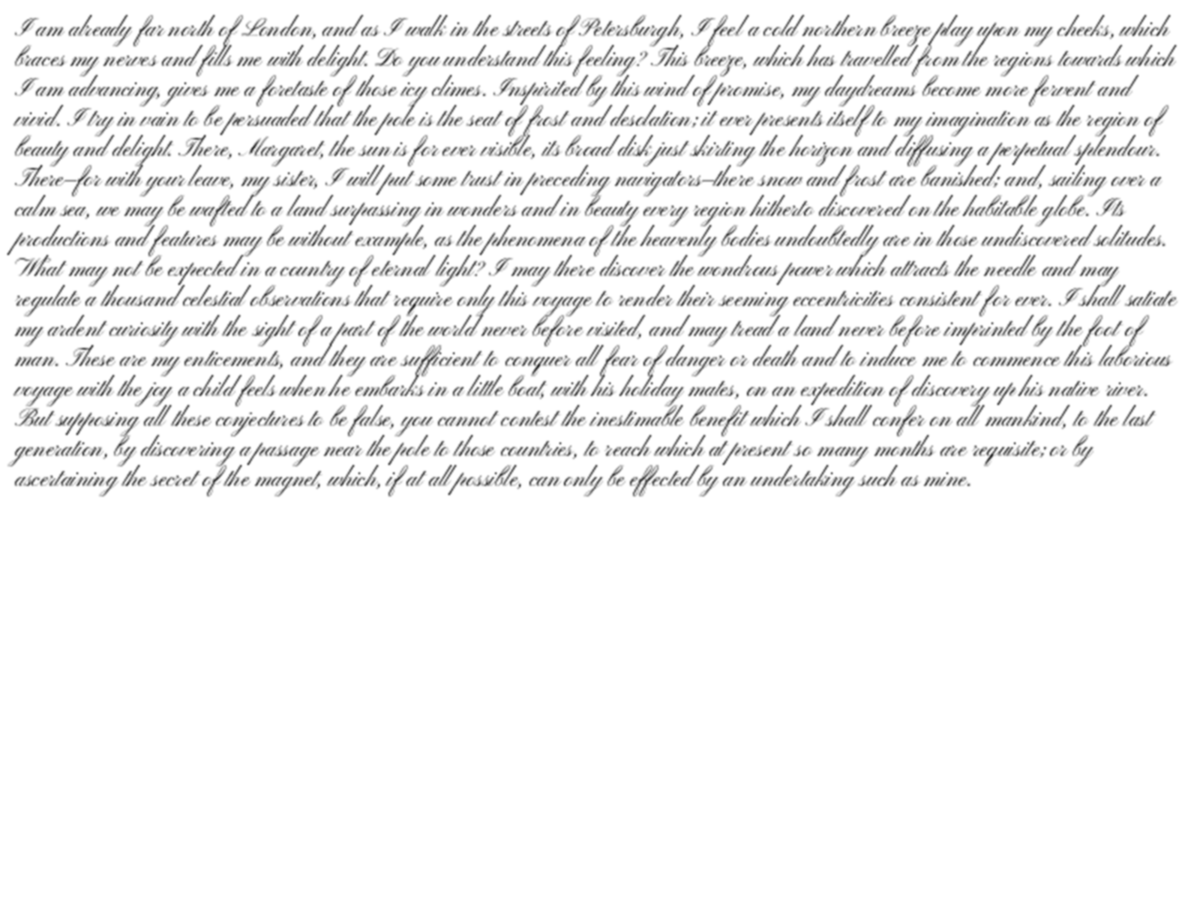 I am already far north of London, and as I walk in the streets of Petersburgh, I feel a cold northern breeze play upon my cheeks, which
braces my nerves and fills me with delight. Do you understand this feeling? This breeze, which has travelled from the regions towards which
I am advancing, gives me a foretaste of those icy climes. Inspirited by this wind of promise, my daydreams become more fervent and
vivid. I try in vain to be persuaded that the pole is the seat of frost and desolation; it ever presents itself to my imagination as the region of
beauty and delight. There, Margaret, the sun is for ever visible, its broad disk just skirting the horizon and diffusing a perpetual splendour.
There—for with your leave, my sister, I will put some trust in preceding navigators—there snow and frost are banished; and, sailing over a
calm sea, we may be wafted to a land surpassing in wonders and in beauty every region hitherto discovered on the habitable globe. Its
productions and features may be without example, as the phenomena of the heavenly bodies undoubtedly are in those undiscovered solitudes.
What may not be expected in a country of eternal light? I may there discover the wondrous power which attracts the needle and may
regulate a thousand celestial observations that require only this voyage to render their seeming eccentricities consistent for ever. I shall satiate
my ardent curiosity with the sight of a part of the world never before visited, and may tread a land never before imprinted by the foot of
man. These are my enticements, and they are sufficient to conquer all fear of danger or death and to induce me to commence this laborious
voyage with the joy a child feels when he embarks in a little boat, with his holiday mates, on an expedition of discovery up his native river.
But supposing all these conjectures to be false, you cannot contest the inestimable benefit which I shall confer on all mankind, to the last
generation, by discovering a passage near the pole to those countries, to reach which at present so many months are requisite; or by
ascertaining the secret of the magnet, which, if at all possible, can only be effected by an undertaking such as mine.